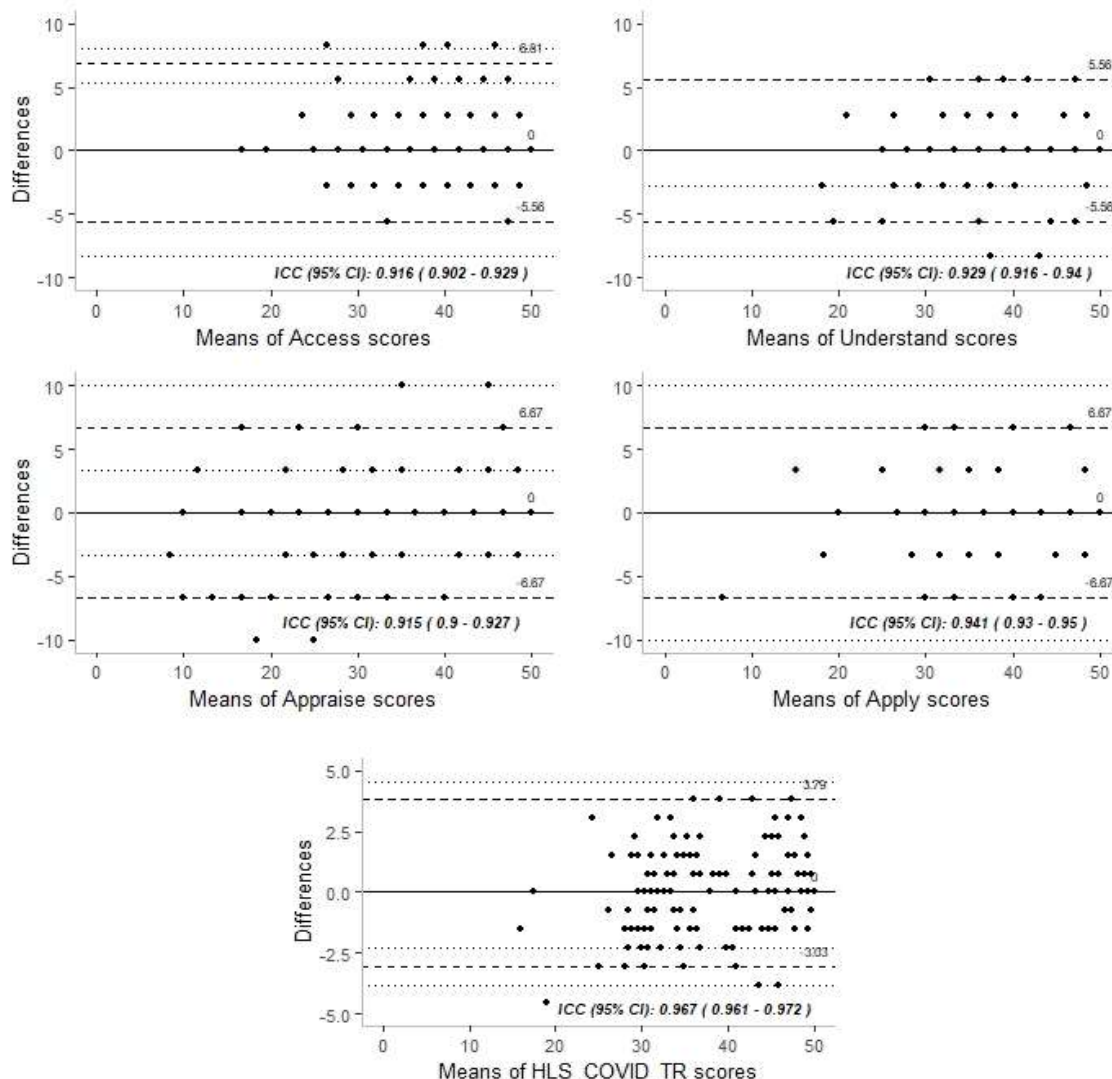 10
6.81
5
Differences
0
0
-5
-5.56
ICC (95% CI): 0.916 ( 0.902 - 0.929 )
-10
0 10 20 30 40 50
Means of Access scores
10
5.56
5
0
0
-5
-5.56
ICC (95% CI): 0.929 ( 0.916 - 0.94 )
-10
0 10 20 30 40 50
Means of Understand scores
10
6.67
5
Differences
0
0
-5
-6.67
ICC (95% CI): 0.915 ( 0.9 - 0.927 )
-10
0 10 20 30 40 50
Means of Appraise scores
10
6.67
5
0
0
-5
-6.67
ICC (95% CI): 0.941 ( 0.93 - 0.95 )
-10
0 10 20 30 40 50
Means of Apply scores
5.0
3.79
2.5
Differences
0
0.0
-3.03
-2.5
ICC (95% CI): 0.967 ( 0.961 - 0.972 )
-5.0
0 10 20 30 40 50
Means of HLS_COVID_TR scores